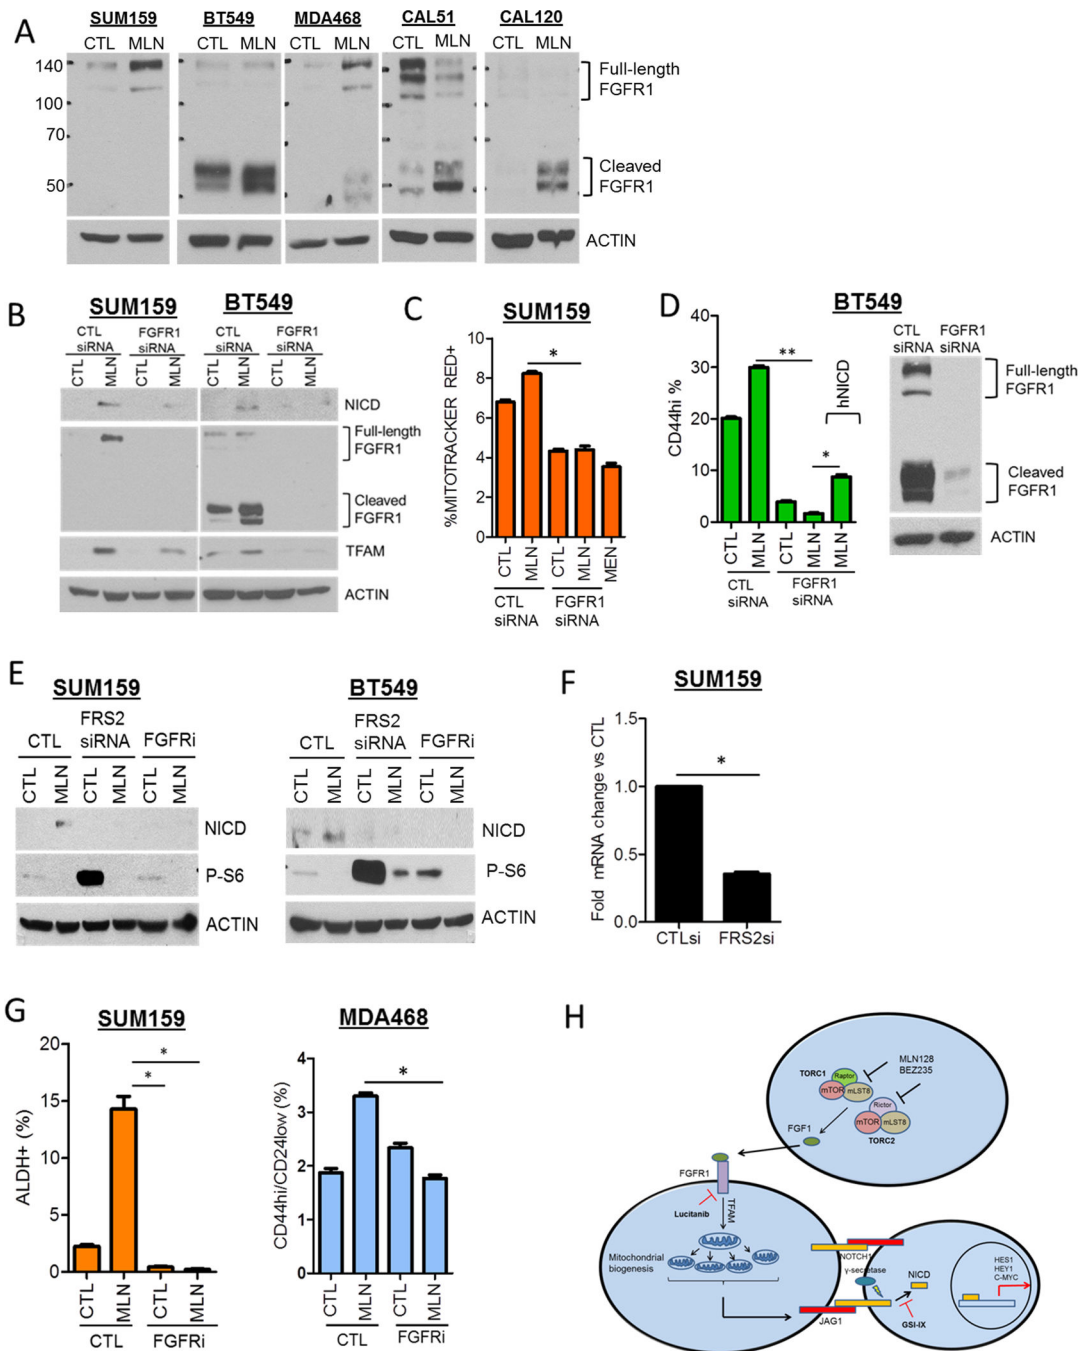 A
SUM159 BT549 MDA468 CAL51 CAL120
CTL MLN CTL MLN CTL MLN CTL MLN CTL MLN
140
100
70
50
Full-length
FGFR1
Cleaved
FGFR1
ACTIN
B
SUM159 BT549
CTL
siRNA
FGFR1
siRNA
CTL
siRNA
FGFR1
siRNA
CTL MLN CTL MLN CTL MLN CTL MLN
NICD
Full-length
FGFR1
Cleaved
FGFR1
TFAM
ACTIN
C
SUM159
%MITOTRACKER RED+
10
8
6
4
2
0
*
CTL MLN CTL MLN MEN
CTL
siRNA
FGFR1
siRNA
D
BT549
CD44hi %
40
30
20
10
0
**
*
hNICD
CTL MLN CTL MLN MLN
CTL
siRNA
FGFR1
siRNA
CTL
siRNA
FGFR1
siRNA
Full-length
FGFR1
Cleaved
FGFR1
ACTIN
E
SUM159
CTL
FRS2
siRNA
FGFRi
CTL MLN CTL MLN CTL MLN
NICD
P-S6
ACTIN
BT549
CTL
FRS2
siRNA
FGFRi
CTL MLN CTL MLN CTL MLN
NICD
P-S6
ACTIN
F
SUM159
Fold mRNA change vs CTL
1.5
1.0
0.5
0.0
*
CTLsi FRS2si
G
SUM159
ALDH+ (%)
20
15
10
5
0
*
*
CTL MLN CTL MLN
CTL FGFRi
MDA468
CD44hi/CD24low (%)
4
3
2
1
0
*
CTL MLN CTL MLN
CTL FGFRi
H
MLN128
BEZ235
TORC1
Raptor
mTOR mLST8
Rictor
mTOR mLST8
TORC2
FGF1
FGFR1
Lucitanib
TFAM
Mitochondrial
biogenesis
NOTCH1
γ-secretase
NICD
JAG1
GSI-IX
HES1
HEY1
C-MYC